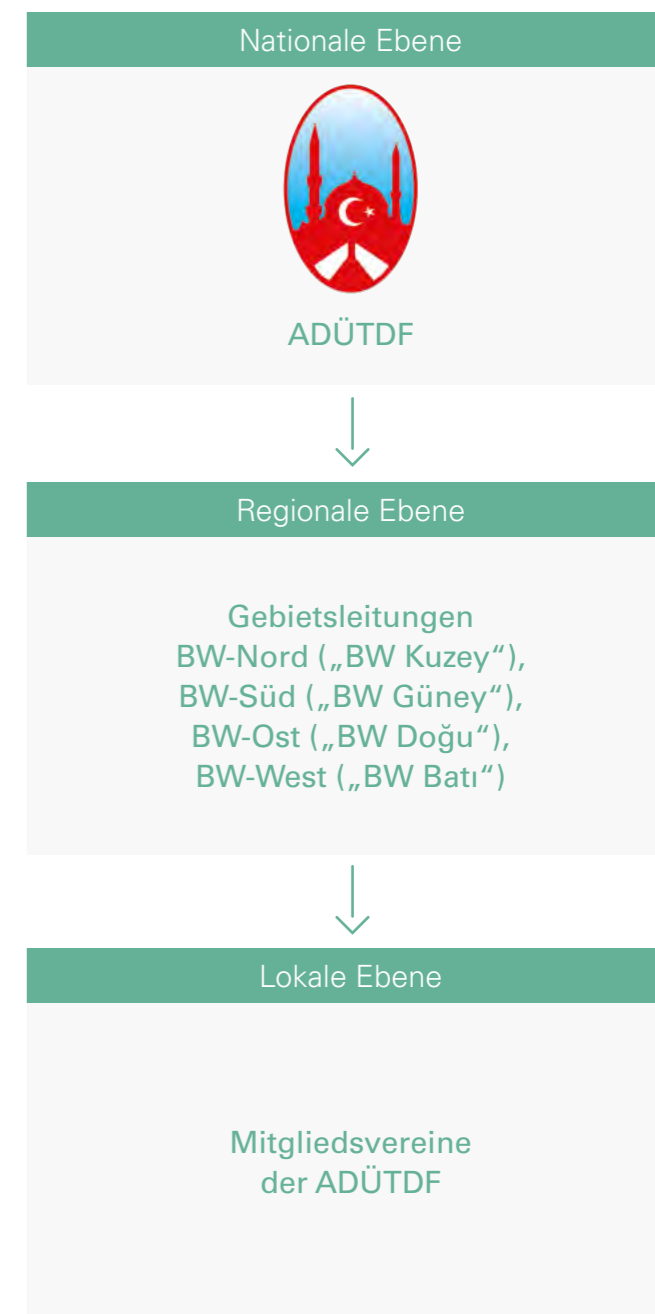 Nationale Ebene
ADÜTDF
Regionale Ebene
Gebietsleitungen
BW-Nord („BW Kuzey“),
BW-Süd („BW Güney“),
BW-Ost („BW Doğu“),
BW-West („BW Batı“)
Lokale Ebene
Mitgliedsvereine
der ADÜTDF